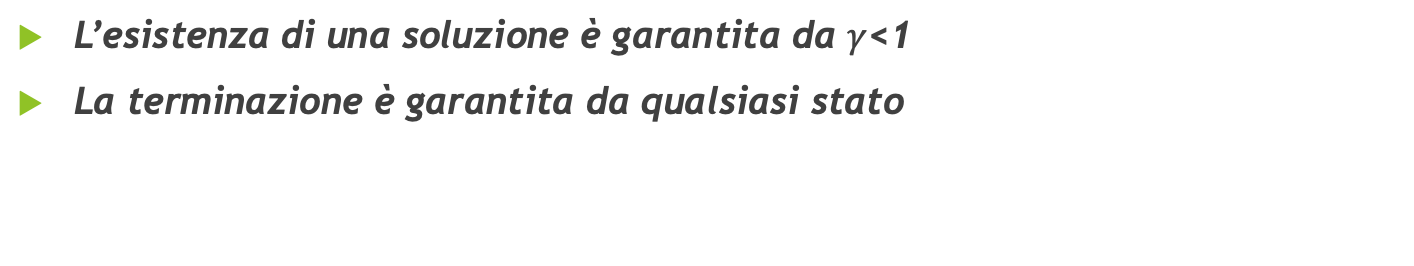 L’esistenza di una soluzione è garantita da γ<1
La terminazione è garantita da qualsiasi stato